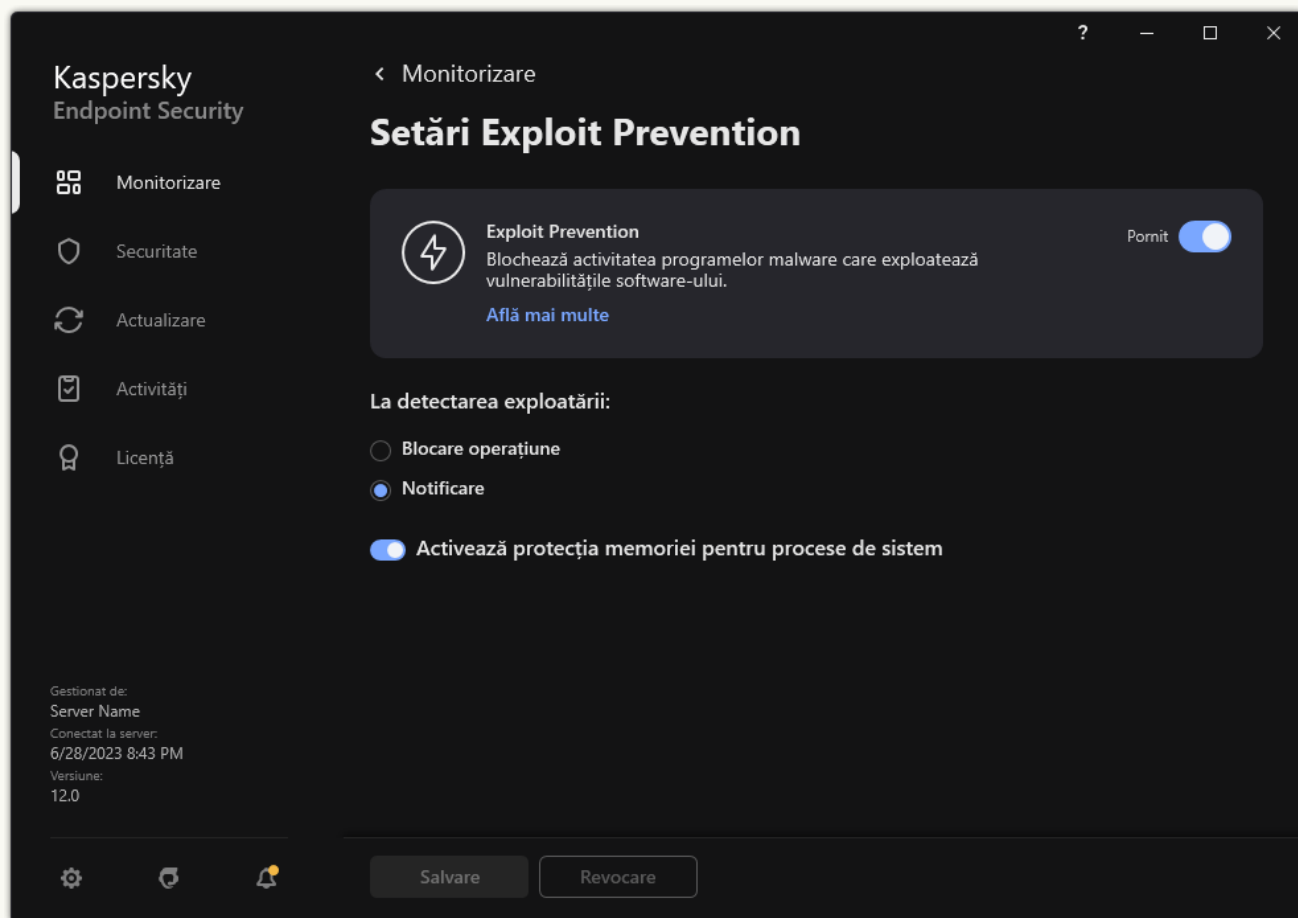 ?
Kaspersky
Endpoint Security
Monitorizare
Securitate
Actualizare
Activități
Licență
Gestionat de:
Server Name
Conectat la server:
6/28/2023 8:43 PM
Versiune:
12.0
Monitorizare
Setări Exploit Prevention
Exploit Prevention
Pornit
Blochează activitatea programelor malware care exploatează
vulnerabilitățile software-ului.
Află mai multe
La detectarea exploatării:
Blocare operațiune
Notificare
Activează protecția memoriei pentru procese de sistem
Salvare
Revocare